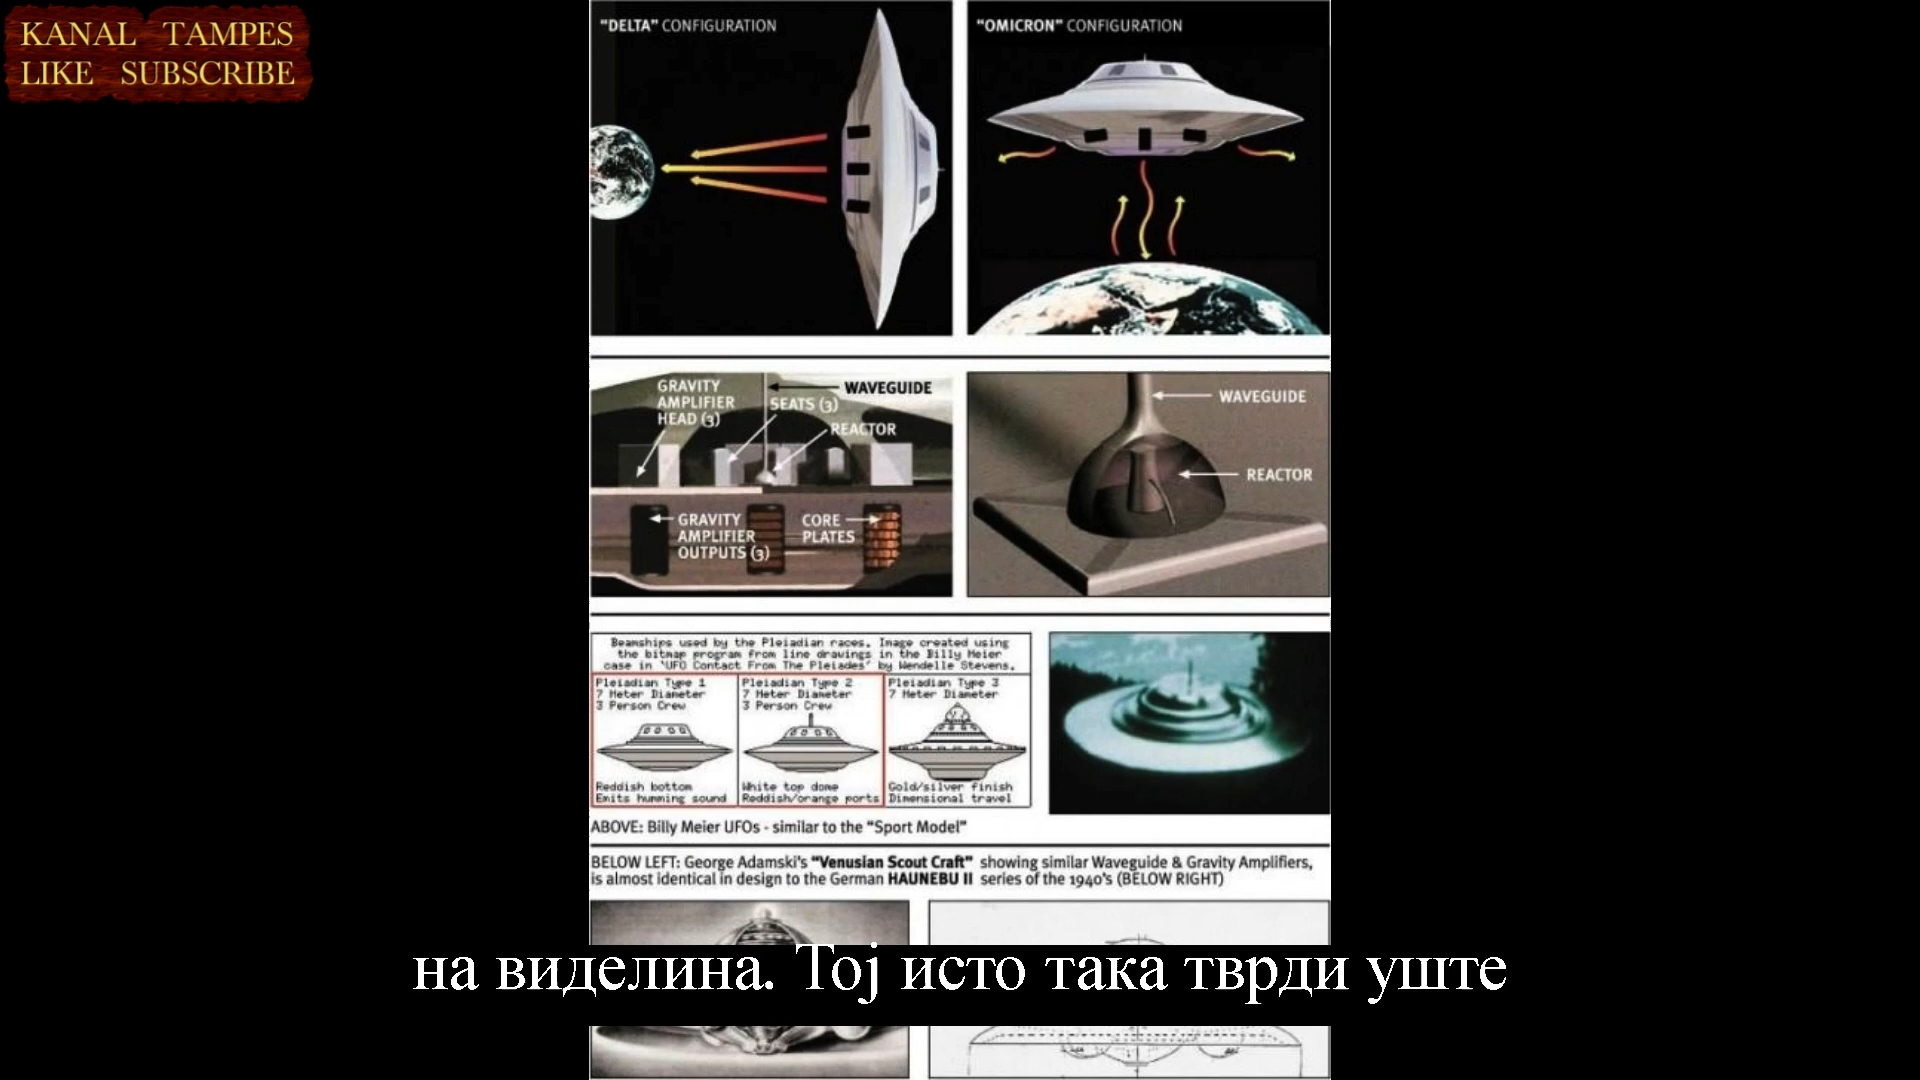 KANAL TAMPES
LIKE SUBSCRIBE
"DELTA" CONFIGURATION
"OMICRON" CONFIGURATION
GRAVITY
AMPLIFIER
HEAD (3)
WAVEGUIDE
SEATS (3)
REACTOR
GRAVITY
AMPLIFIER
OUTPUTS (3)
CORE
PLATES
WAVEGUIDE
REACTOR
Beamships used by the Pleiadian races. Image created using
the bitmap program from line drawings in the Billy Meier
case in 'UFO Contact From The Pleiades' by Wendelle Stevens.
Pleiadian Type 1
7 Meter Diameter
3 Person Crew
Reddish bottom
Emits humming sound
Pleiadian Type 2
7 Meter Diameter
3 Person Crew
White top dome
Reddish/orange ports
Pleiadian Type 3
7 Meter Diameter
Gold/silver finish
Dimensional travel
ABOVE: Billy Meier UFOs - similar to the "Sport Model"
BELOW LEFT: George Adamski's "Venusian Scout Craft" showing similar Waveguide & Gravity Amplifiers,
is almost identical in design to the German HAUNEBU II series of the 1940's (BELOW RIGHT)
на виделина. Тој исто така тврди уште